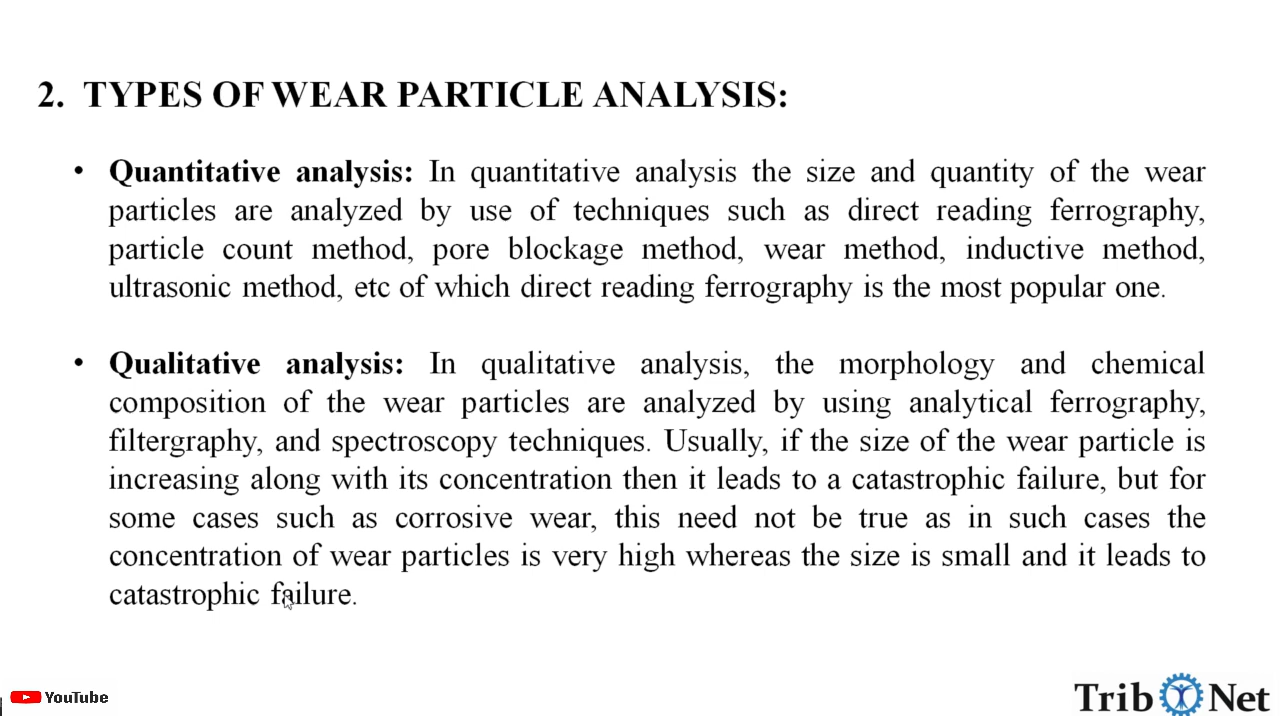 2. TYPES OF WEAR PARTICLE ANALYSIS:
• Quantitative analysis: In quantitative analysis the size and quantity of the wear
particles are analyzed by use of techniques such as direct reading ferrography,
particle count method, pore blockage method, wear method, inductive method,
ultrasonic method, etc of which direct reading ferrography is the most popular one.
• Qualitative analysis: In qualitative analysis, the morphology and chemical
composition of the wear particles are analyzed by using analytical ferrography,
filtergraphy, and spectroscopy techniques. Usually, if the size of the wear particle is
increasing along with its concentration then it leads to a catastrophic failure, but for
some cases such as corrosive wear, this need not be true as in such cases the
concentration of wear particles is very high whereas the size is small and it leads to
catastrophic failure.
YouTube
Trib Net